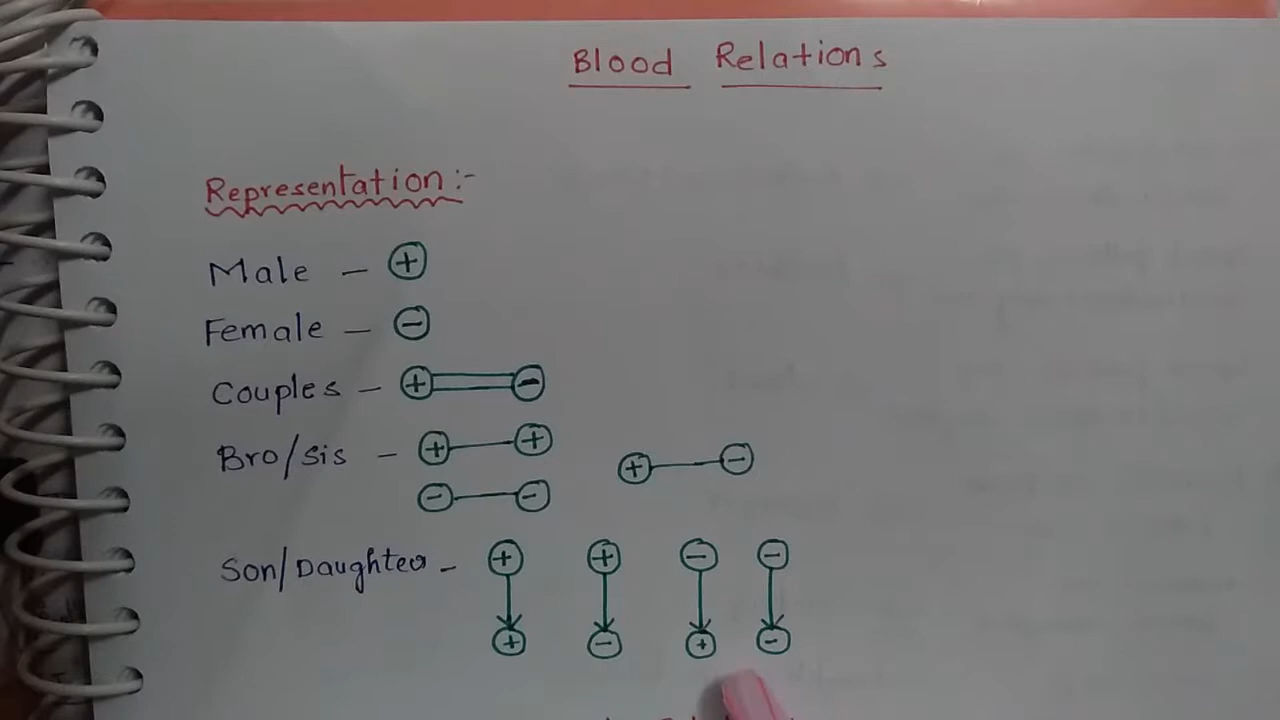 Blood Relations
Representation :-
Male - ⊕
Female - ⊖
Couples - ⊕=⊖
Bro/sis - ⊕—⊕ ⊕—⊖
⊖—⊖
Son/Daughter - ⊕ ⊕ ⊖ ⊖
⊕ ⊖ ⊕ ⊖